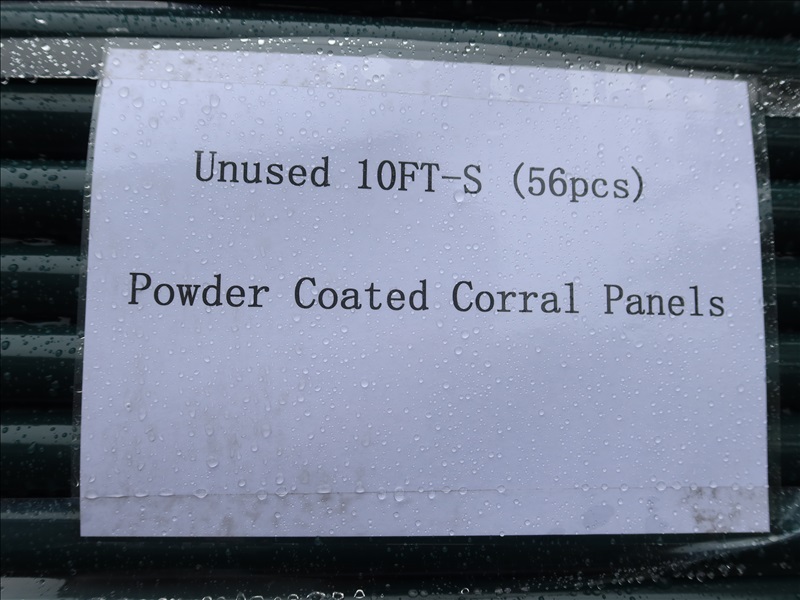 Unused 10FT-S (56pcs)
Powder Coated Corral Panels